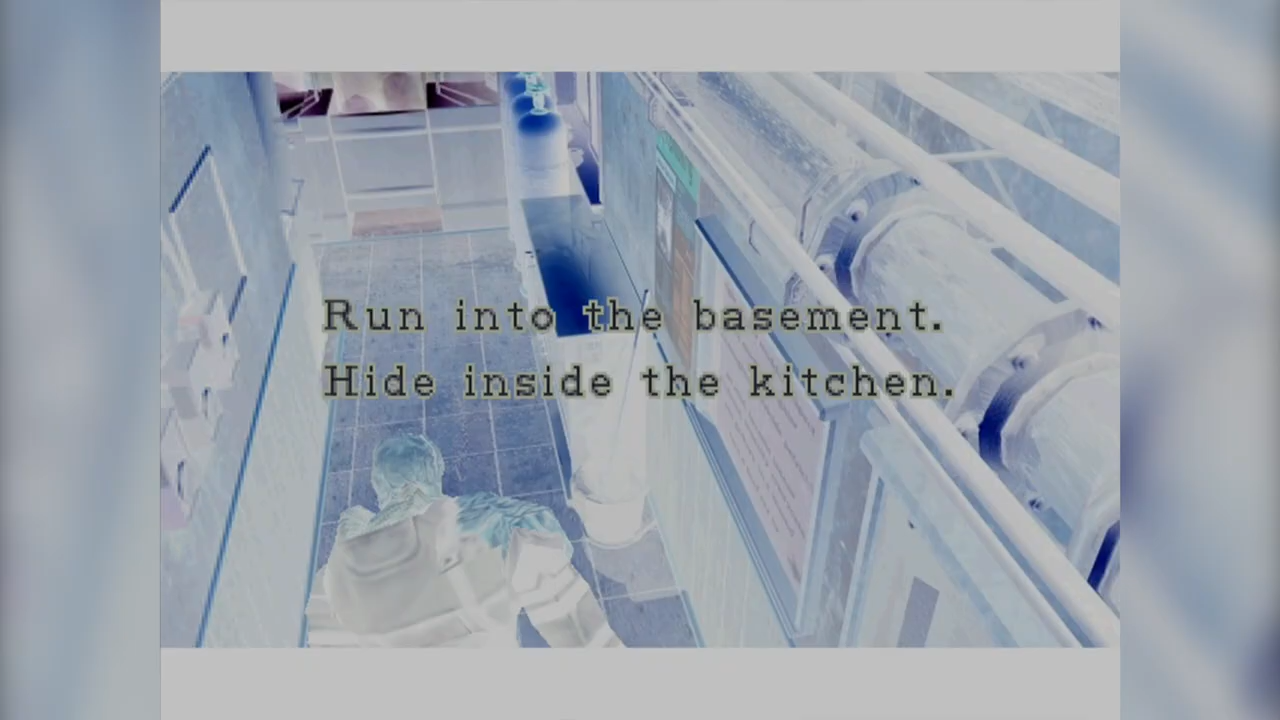 Run into the basement.
Hide inside the kitchen.